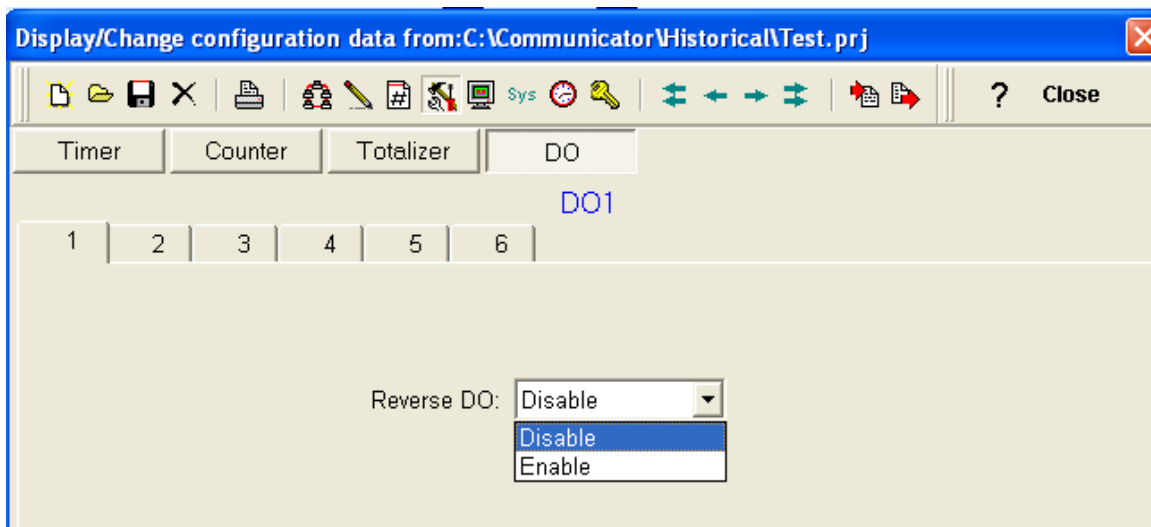 Display/Change configuration data from:C:\Communicator\Historical\Test.prj
Sys ? Close
Timer Counter Totalizer DO
DO1
1 2 3 4 5 6
Reverse DO: Disable
Disable
Enable